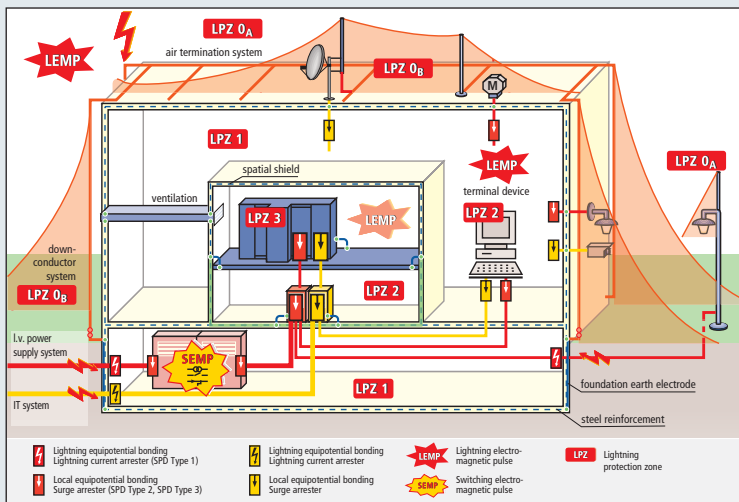 LPZ 0A
air termination system
LEMP
LPZ 0B
M
LPZ 1
LEMP
LPZ 0A
spatial shield
terminal device
ventilation
LPZ 3
LEMP
LPZ 2
down-
conductor
system
LPZ 0B
LPZ 2
l.v. power
supply system
SEMP
IT system
LPZ 1
foundation earth electrode
steel reinforcement
Lightning equipotential bonding
Lightning current arrester (SPD Type 1)
Local equipotential bonding
Surge arrester (SPD Type 2, SPD Type 3)
Lightning equipotential bonding
Lightning current arrester
Local equipotential bonding
Surge arrester
LEMP
Lightning electro-
magnetic pulse
SEMP
Switching electro-
magnetic pulse
LPZ
Lightning
protection zone